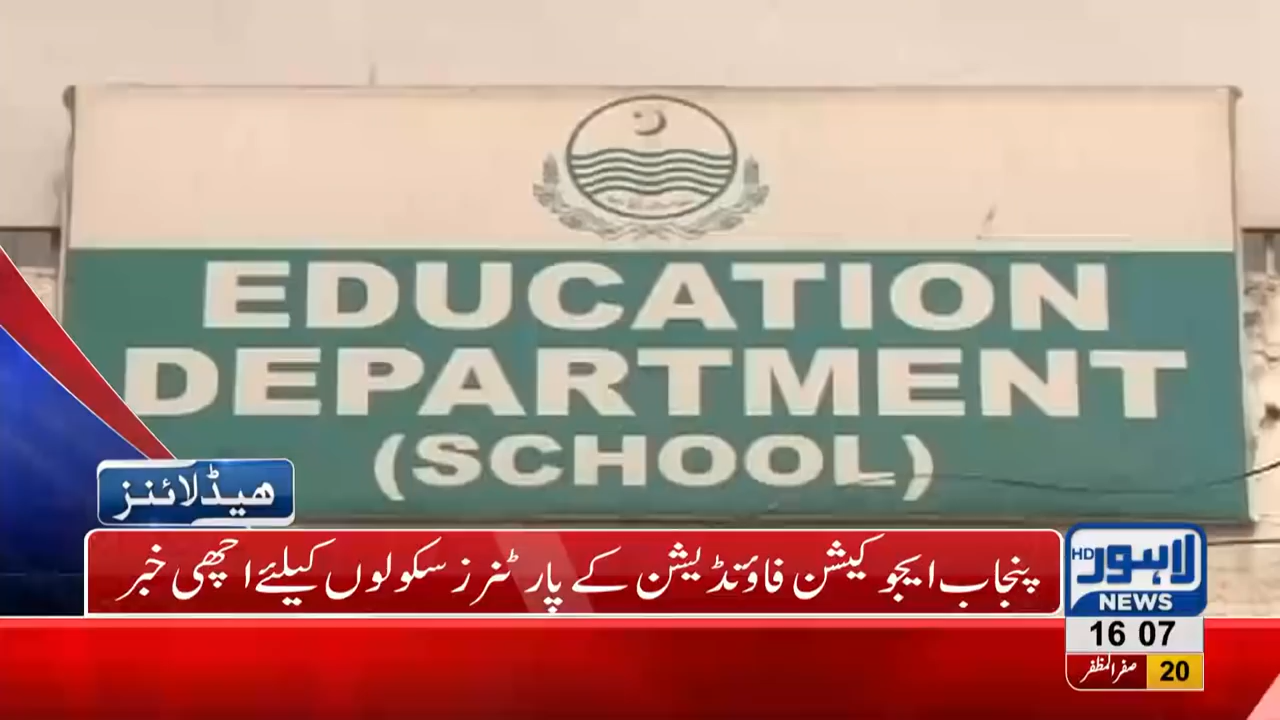 EDUCATION
DEPARTMENT
(SCHOOL)
ھیڈلائنز
پنجاب ایجوکیشن فاؤنڈیشن کے پارٹنرز سکولوں کیلئے اچھی خبر
لاہور HD
NEWS
16 07
صفرالمظفر 20